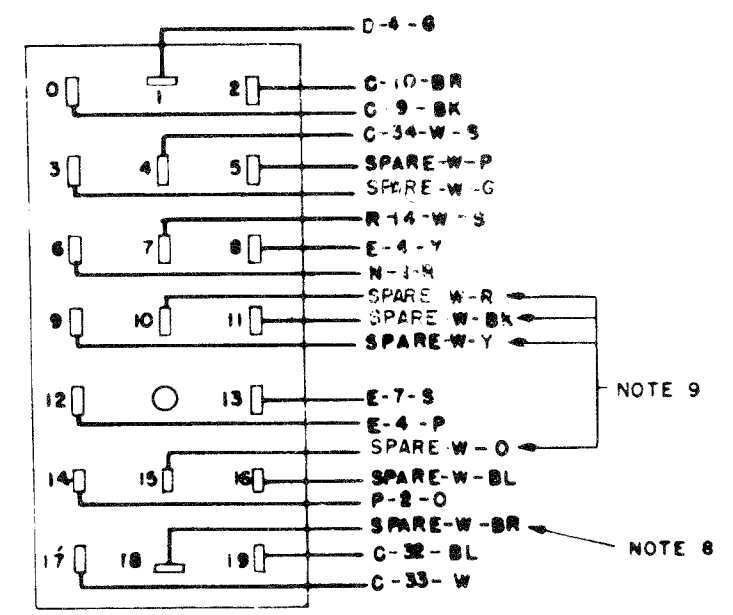 D-4-G
0 1 2 C-10-BR
C-9-BK
C-34-W-S
3 4 5 SPARE-W-P
SPARE-W-G
R-14-W-S
6 7 8 E-4-Y
N-1-R
SPARE W-R
9 10 11 SPARE W-BK
SPARE-W-Y
NOTE 9
12 13 E-7-S
E-4-P
SPARE W-O
14 15 16 SPARE-W-BL
P-2-O
SPARE-W-BR
NOTE 8
17 18 19 C-32-BL
C-33-W